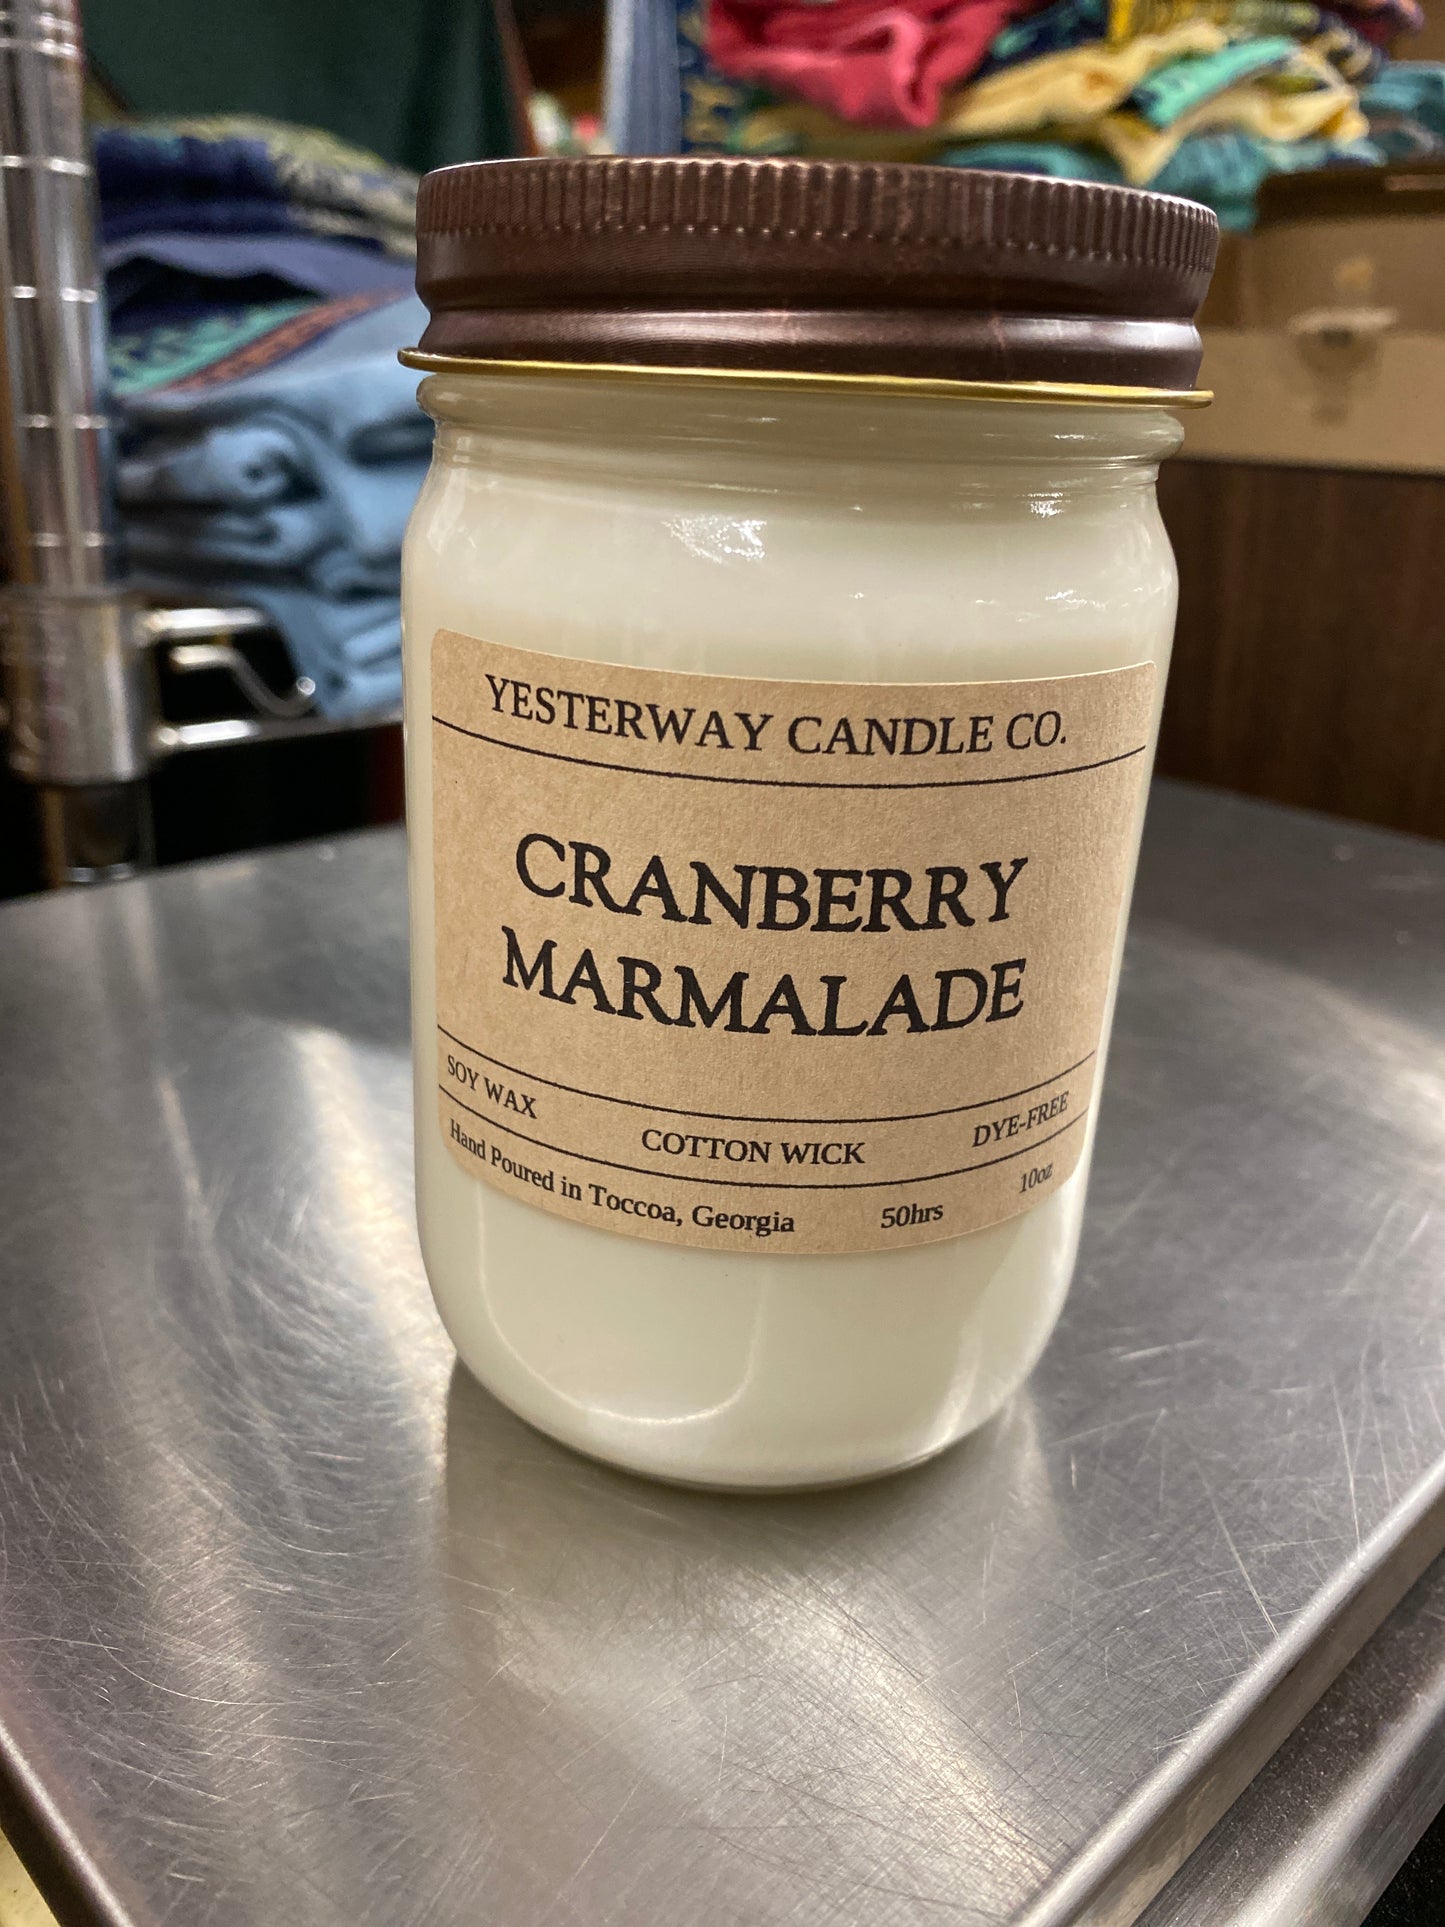 YESTERWAY CANDLE CO.
CRANBERRY
MARMALADE
SOY WAX COTTON WICK DYE-FREE
Hand Poured in Toccoa, Georgia 50hrs 10oz